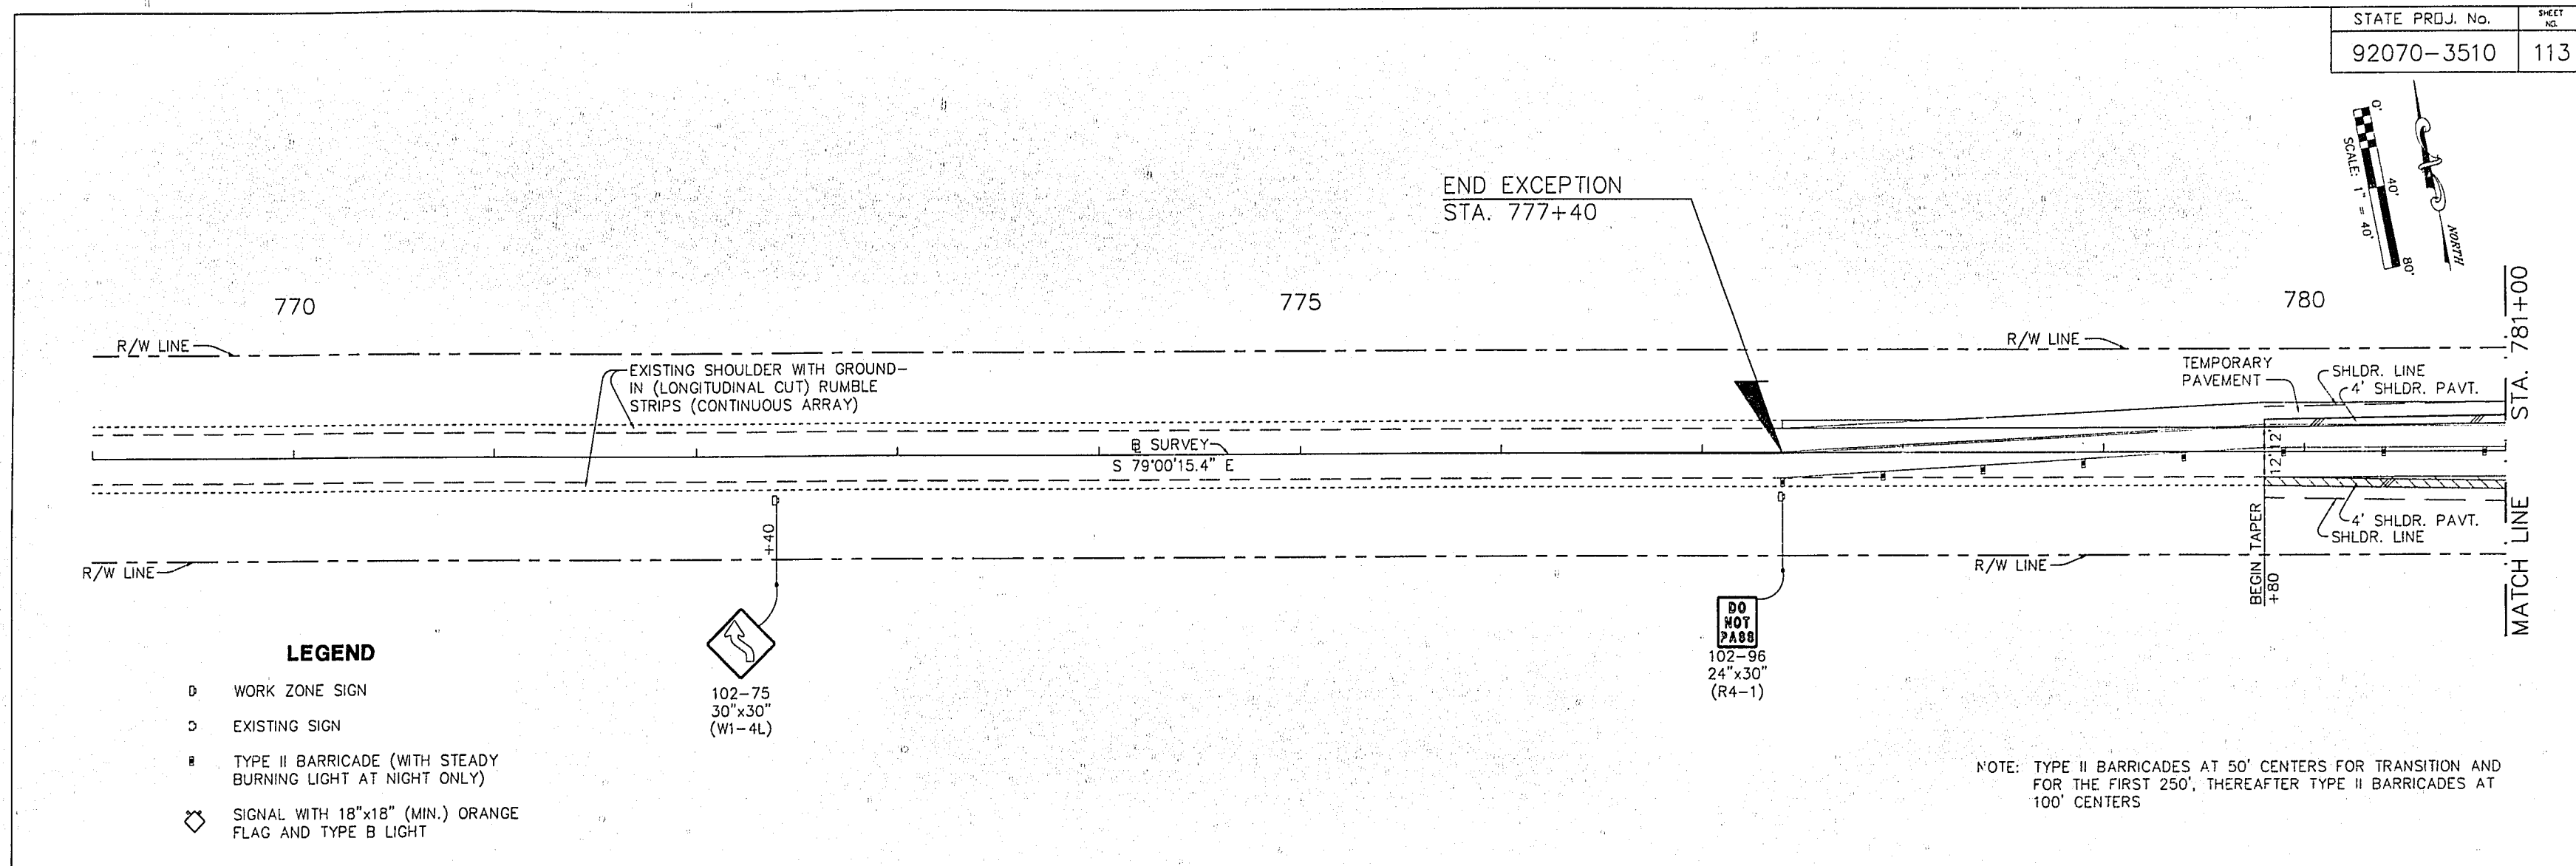 STATE PROJ. No.
SHEET NO.
92070-3510
113
0'
40'
80'
SCALE: 1" = 40'
NORTH
END EXCEPTION
STA. 777+40
770
775
780
R/W LINE
R/W LINE
EXISTING SHOULDER WITH GROUND-
IN (LONGITUDINAL CUT) RUMBLE
STRIPS (CONTINUOUS ARRAY)
TEMPORARY
PAVEMENT
SHLDR. LINE
4' SHLDR. PAVT.
B SURVEY
S 79°00'15.4" E
12'
12'
4' SHLDR. PAVT.
SHLDR. LINE
+40
R/W LINE
R/W LINE
BEGIN TAPER
+80
MATCH LINE STA. 781+00
DO
NOT
PASS
102-96
24"x30"
(R4-1)
102-75
30"x30"
(W1-4L)
LEGEND
WORK ZONE SIGN
EXISTING SIGN
TYPE II BARRICADE (WITH STEADY
BURNING LIGHT AT NIGHT ONLY)
SIGNAL WITH 18"x18" (MIN.) ORANGE
FLAG AND TYPE B LIGHT
NOTE: TYPE II BARRICADES AT 50' CENTERS FOR TRANSITION AND
FOR THE FIRST 250', THEREAFTER TYPE II BARRICADES AT
100' CENTERS